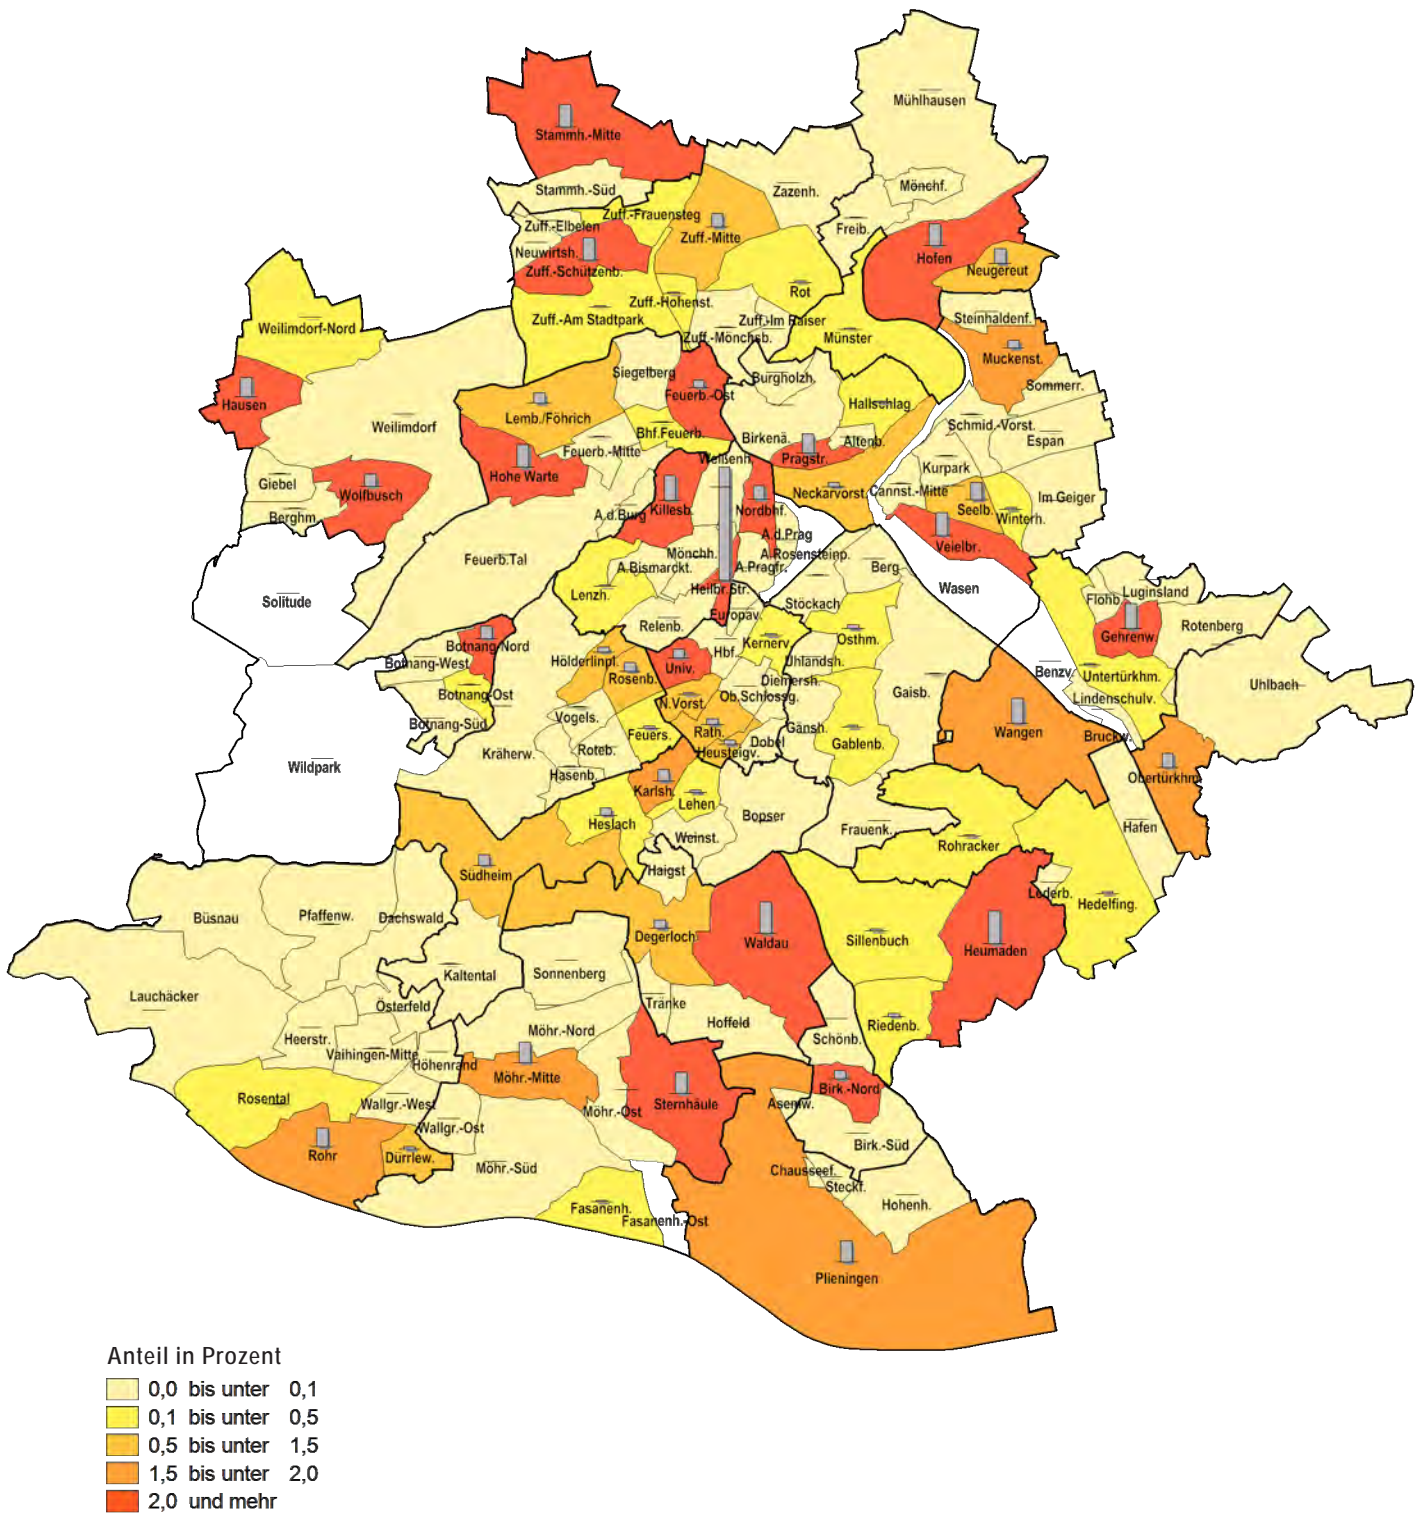 Mühlhausen
Stammh.-Mitte
Mönchf.
Stammh.-Süd
Zazenh.
Zuff.-Frauensteg
Zuff.-Elbelen
Freib.
Zuff.-Mitte
Neuwirtsh.
Hofen
Zuff.-Schützenb.
Neugereut
Rot
Zuff.-Hohenst.
Zuff.-Am Stadtpark
Zuff.-Im Raiser
Steinhaldenf.
Weilimdorf-Nord
Zuff.-Mönchsb.
Münster
Muckenst.
Siegelberg
Burgholzh.
Sommerr.
Feuerb.-Ost
Hausen
Hallschlag
Lemb./Föhrich
Weilimdorf
Schmid.-Vorst.
Bhf.Feuerb.
Birkenä.
Altenb.
Espan
Feuerb.-Mitte
Weißenh.
Pragstr.
Kurpark
Hohe Warte
Giebel
Wolfbusch
Neckarvorst.
Cannst.-Mitte
Im Geiger
Berghm.
A.d.Burg
Killesb.
Nordbhf.
Seelb.
Winterh.
A.d.Prag
Veielbr.
Feuerb.Tal
Mönchh.
A.Rosensteinp.
A.Bismarckt.
A.Pragfr.
Berg
Wasen
Lenzh.
Heilbr.Str.
Luginsland
Solitude
Stöckach
Flohb.
Europav.
Relenb.
Rotenberg
Gehrenw.
Botnang-Nord
Kernerv.
Osthm.
Hbf.
Hölderlinpl.
Botnang-West
Univ.
Uhlandsh.
Benzv.
Untertürkhm.
Rosenb.
Diemersh.
Uhlbach
Botnang-Ost
Ob.Schlossg.
Gaisb.
Lindenschulv.
N.Vorst.
Vogels.
Botnang-Süd
Gänsh.
Feuers.
Rath.
Wangen
Bruckw.
Dobel
Gablenb.
Roteb.
Heusteigv.
Kräherw.
Wildpark
Hasenb.
Obertürkhm.
Karlsh.
Lehen
Bopser
Heslach
Hafen
Frauenk.
Weinst.
Rohracker
Haigst
Südheim
Lederb.
Hedelfing.
Büsnau
Pfaffenw.
Dachswald
Degerloch
Waldau
Sillenbuch
Heumaden
Kaltental
Sonnenberg
Lauchäcker
Tränke
Österfeld
Hoffeld
Riedenb.
Möhr.-Nord
Heerstr.
Schönb.
Vaihingen-Mitte
Höhenrand
Möhr.-Mitte
Birk.-Nord
Rosental
Wallgr.-West
Sternhäule
Asemw.
Möhr.-Ost
Wallgr.-Ost
Birk.-Süd
Rohr
Dürrlew.
Möhr.-Süd
Chausseef.
Steckf.
Hohenh.
Fasanenh.
Fasanenh.-Ost
Plieningen
Anteil in Prozent
0,0 bis unter 0,1
0,1 bis unter 0,5
0,5 bis unter 1,5
1,5 bis unter 2,0
2,0 und mehr